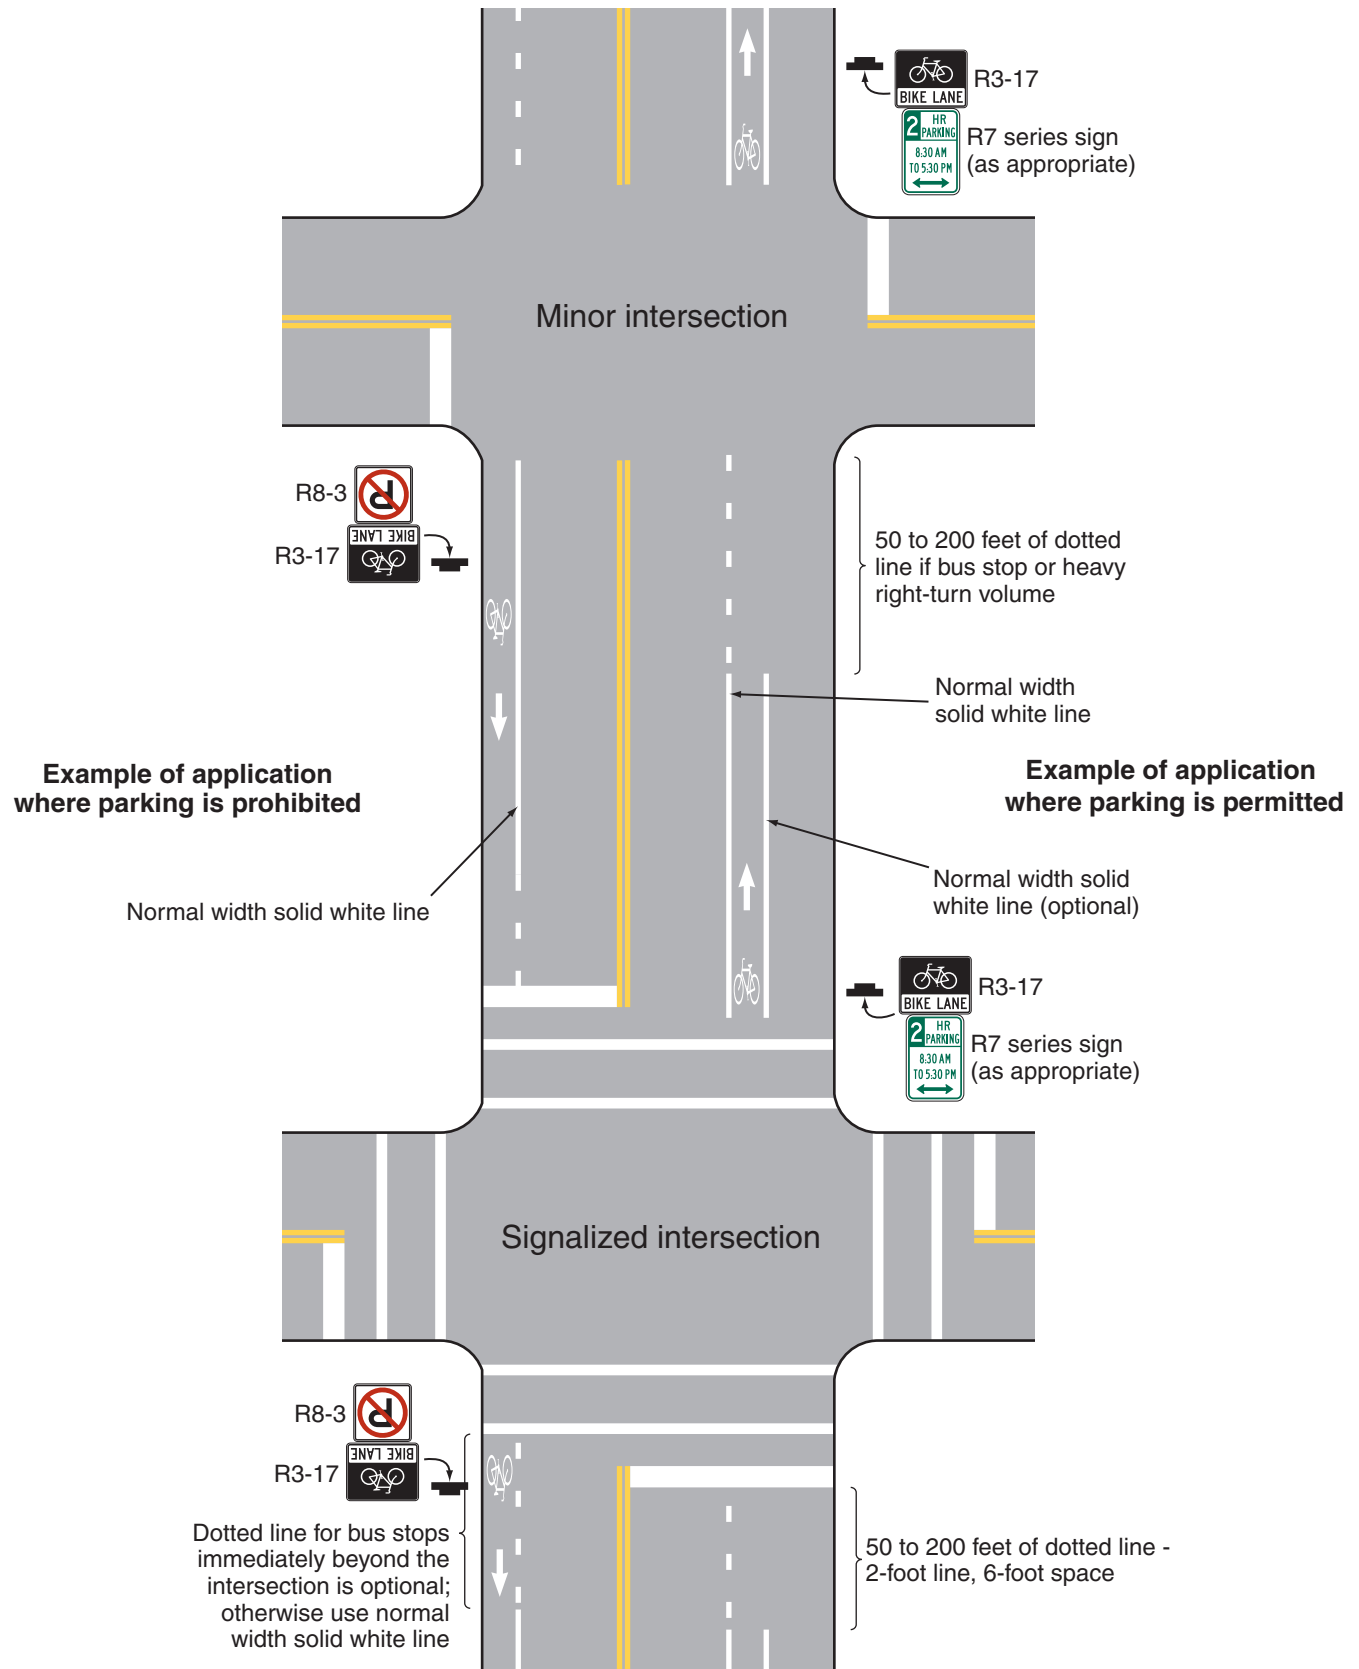 BIKE LANE
R3-17
2 HR
PARKING
8:30 AM
TO 5:30 PM
R7 series sign
(as appropriate)
Minor intersection
R8-3
P
BIKE LANE
R3-17
50 to 200 feet of dotted
line if bus stop or heavy
right-turn volume
Normal width
solid white line
Example of application
where parking is prohibited
Example of application
where parking is permitted
Normal width solid white line
Normal width solid
white line (optional)
BIKE LANE
R3-17
2 HR
PARKING
8:30 AM
TO 5:30 PM
R7 series sign
(as appropriate)
Signalized intersection
R8-3
P
BIKE LANE
R3-17
Dotted line for bus stops
immediately beyond the
intersection is optional;
otherwise use normal
width solid white line
50 to 200 feet of dotted line -
2-foot line, 6-foot space